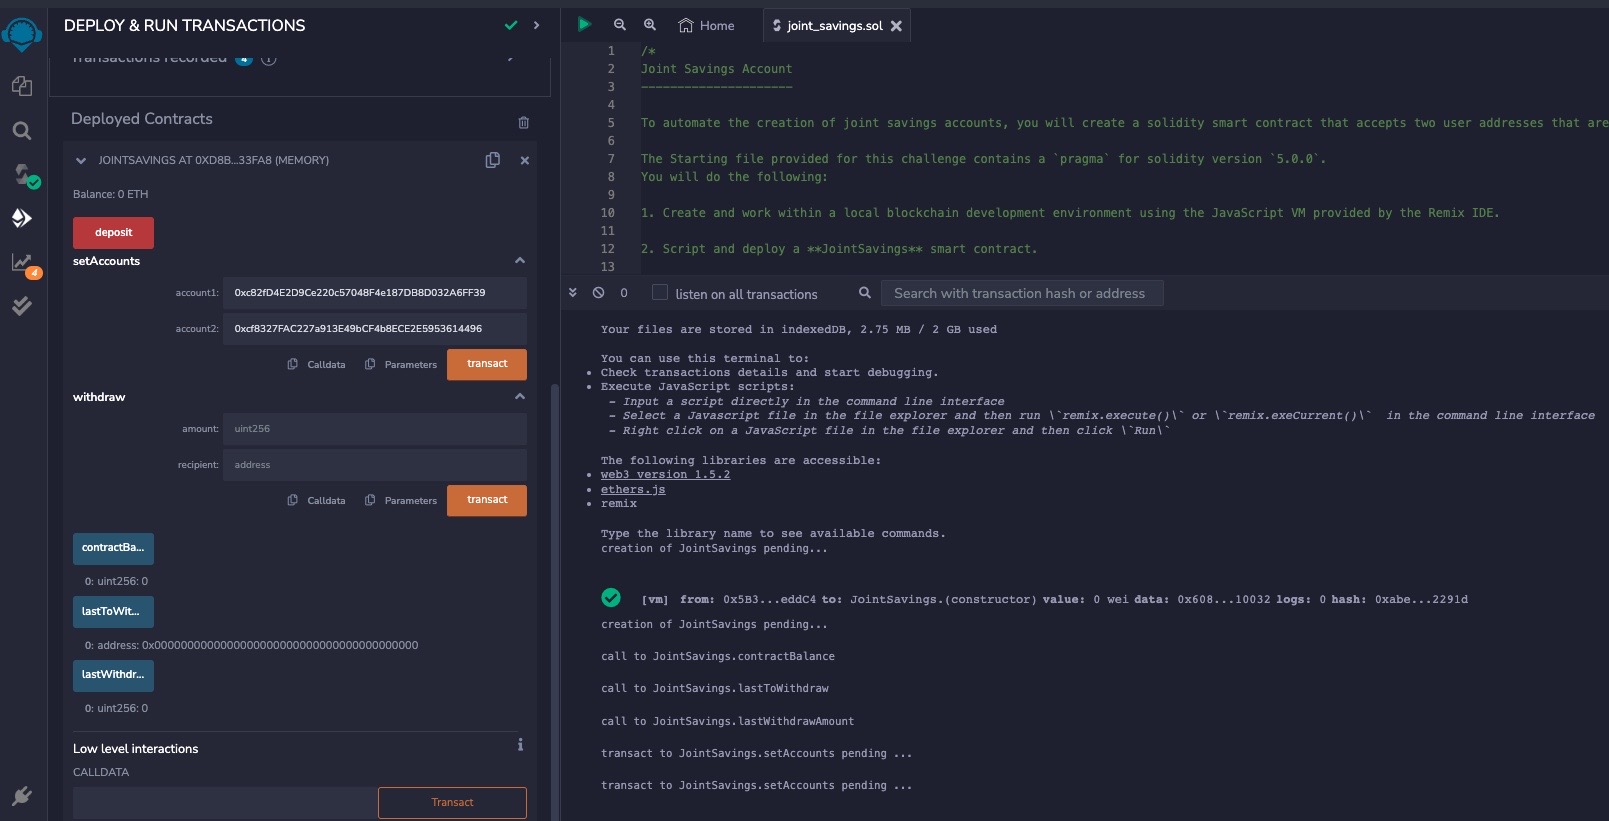 DEPLOY & RUN TRANSACTIONS
Transactions recorded 4 i
Deployed Contracts
JOINTSAVINGS AT 0XD8B...33FA8 (MEMORY)
Balance: 0 ETH
deposit
setAccounts
account1: 0xc82fD4E2D9Ce220c57048F4e187DB8D032A6FF39
account2: 0xcf8327FAC227a913E49bCF4b8ECE2E5953614496
Calldata Parameters transact
withdraw
amount: uint256
recipient: address
Calldata Parameters transact
contractBa...
0: uint256: 0
lastToWit...
0: address: 0x0000000000000000000000000000000000000000
lastWithdr...
0: uint256: 0
Low level interactions i
CALLDATA
Transact
4
Home joint_savings.sol
1 /*
2 Joint Savings Account
3 ---------------------
4
5 To automate the creation of joint savings accounts, you will create a solidity smart contract that accepts two user addresses that are
6
7 The Starting file provided for this challenge contains a `pragma` for solidity version `5.0.0`.
8 You will do the following:
9
10 1. Create and work within a local blockchain development environment using the JavaScript VM provided by the Remix IDE.
11
12 2. Script and deploy a **JointSavings** smart contract.
13
0 listen on all transactions Search with transaction hash or address
Your files are stored in indexedDB, 2.75 MB / 2 GB used
You can use this terminal to:
• Check transactions details and start debugging.
• Execute JavaScript scripts:
- Input a script directly in the command line interface
- Select a Javascript file in the file explorer and then run \`remix.execute()\` or \`remix.exeCurrent()\` in the command line interface
- Right click on a JavaScript file in the file explorer and then click \`Run\`
The following libraries are accessible:
• web3 version 1.5.2
• ethers.js
• remix
Type the library name to see available commands.
creation of JointSavings pending...
[vm] from: 0x5B3...eddC4 to: JointSavings.(constructor) value: 0 wei data: 0x608...10032 logs: 0 hash: 0xabe...2291d
creation of JointSavings pending...
call to JointSavings.contractBalance
call to JointSavings.lastToWithdraw
call to JointSavings.lastWithdrawAmount
transact to JointSavings.setAccounts pending ...
transact to JointSavings.setAccounts pending ...